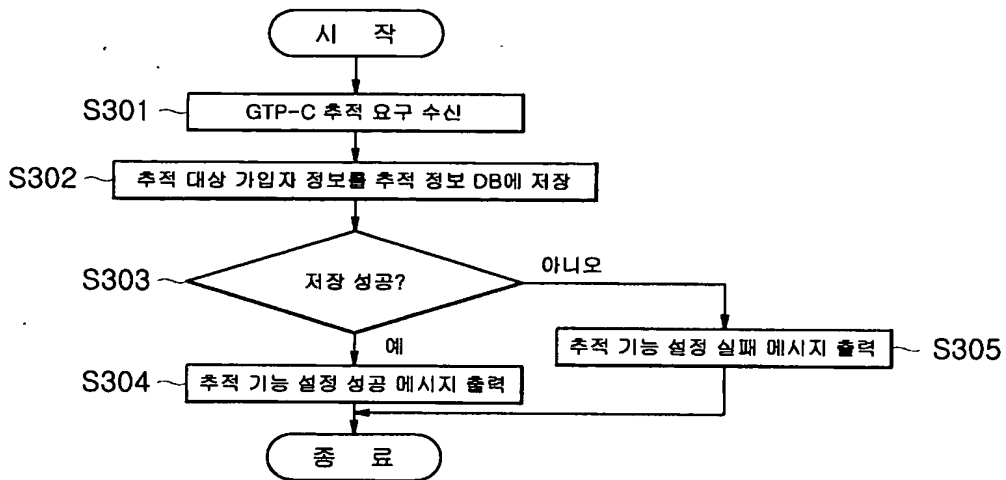 시 작
S301
GTP-C 추적 요구 수신
S302
추적 대상 가입자 정보를 추적 정보 DB에 저장
S303
저장 성공?
아니오
예
추적 기능 설정 실패 메시지 출력
S305
S304
추적 기능 설정 성공 메시지 출력
종 료